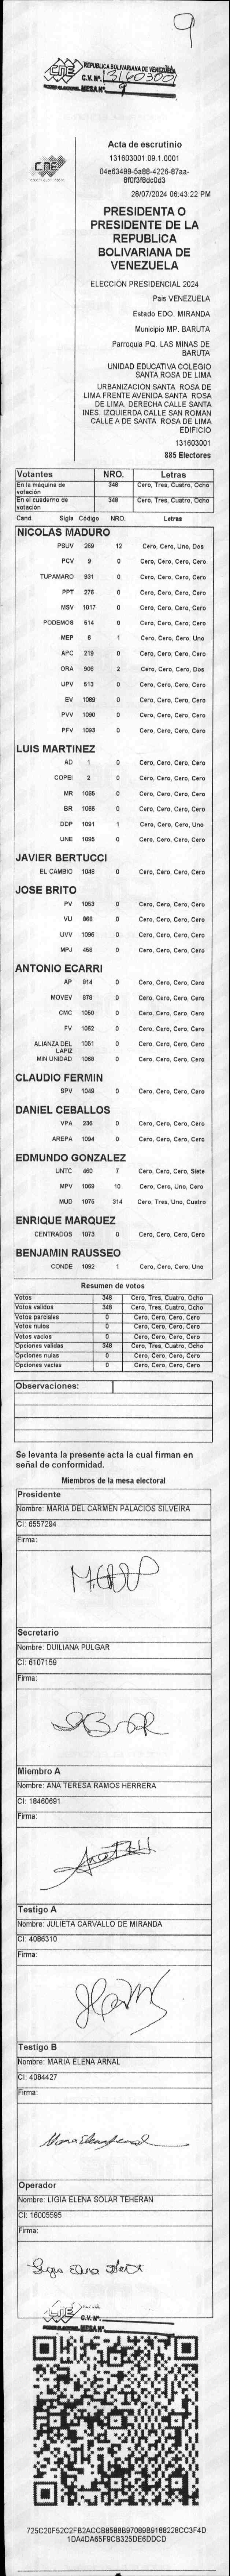 9
CNE REPUBLICA BOLIVARIANA DE VENEZUELA
C.V. Nº. 131603001
PODER ELECTORAL MESA Nº. 9
CNE
Acta de escrutinio
131603001.09.1.0001
04e63499-5a88-4226-87aa-
28/07/2024 06:43:22 PM
PRESIDENTA O
PRESIDENTE DE LA
REPUBLICA
BOLIVARIANA DE
VENEZUELA
ELECCIÓN PRESIDENCIAL 2024
Pais VENEZUELA
Estado EDO. MIRANDA
Municipio MP. BARUTA
Parroquia PQ. LAS MINAS DE
BARUTA
UNIDAD EDUCATIVA COLEGIO
SANTA ROSA DE LIMA
URBANIZACION SANTA ROSA DE
LIMA FRENTE AVENIDA SANTA ROSA
DE LIMA. DERECHA CALLE SANTA
INES. IZQUIERDA CALLE SAN ROMAN
CALLE A DE SANTA ROSA DE LIMA
EDIFICIO
131603001
885 Electores
Votantes NRO. Letras
En la máquina de votación 348 Cero, Tres, Cuatro, Ocho
En el cuaderno de votación 348 Cero, Tres, Cuatro, Ocho
Cand. Sigla Código NRO. Letras
NICOLAS MADURO
PSUV 269 12 Cero, Cero, Uno, Dos
PCV 9 0 Cero, Cero, Cero, Cero
TUPAMARO 931 0 Cero, Cero, Cero, Cero
PPT 276 0 Cero, Cero, Cero, Cero
MSV 1017 0 Cero, Cero, Cero, Cero
PODEMOS 514 0 Cero, Cero, Cero, Cero
MEP 6 1 Cero, Cero, Cero, Uno
APC 219 0 Cero, Cero, Cero, Cero
ORA 906 2 Cero, Cero, Cero, Dos
UPV 613 0 Cero, Cero, Cero, Cero
EV 1089 0 Cero, Cero, Cero, Cero
PVV 1090 0 Cero, Cero, Cero, Cero
PFV 1093 0 Cero, Cero, Cero, Cero
LUIS MARTINEZ
AD 1 0 Cero, Cero, Cero, Cero
COPEI 2 0 Cero, Cero, Cero, Cero
MR 1065 0 Cero, Cero, Cero, Cero
BR 1066 0 Cero, Cero, Cero, Cero
DDP 1091 1 Cero, Cero, Cero, Uno
UNE 1095 0 Cero, Cero, Cero, Cero
JAVIER BERTUCCI
EL CAMBIO 1048 0 Cero, Cero, Cero, Cero
JOSE BRITO
PV 1053 0 Cero, Cero, Cero, Cero
VU 868 0 Cero, Cero, Cero, Cero
UVV 1096 0 Cero, Cero, Cero, Cero
MPJ 458 0 Cero, Cero, Cero, Cero
ANTONIO ECARRI
AP 914 0 Cero, Cero, Cero, Cero
MOVEV 878 0 Cero, Cero, Cero, Cero
CMC 1050 0 Cero, Cero, Cero, Cero
FV 1052 0 Cero, Cero, Cero, Cero
ALIANZA DEL LAPIZ 1051 0 Cero, Cero, Cero, Cero
MIN UNIDAD 1068 0 Cero, Cero, Cero, Cero
CLAUDIO FERMIN
SPV 1049 0 Cero, Cero, Cero, Cero
DANIEL CEBALLOS
VPA 236 0 Cero, Cero, Cero, Cero
AREPA 1094 0 Cero, Cero, Cero, Cero
EDMUNDO GONZALEZ
UNTC 460 7 Cero, Cero, Cero, Siete
MPV 1069 10 Cero, Cero, Uno, Cero
MUD 1075 314 Cero, Tres, Uno, Cuatro
ENRIQUE MARQUEZ
CENTRADOS 1073 0 Cero, Cero, Cero, Cero
BENJAMIN RAUSSEO
CONDE 1092 1 Cero, Cero, Cero, Uno
Resumen de votos
Votos 348 Cero, Tres, Cuatro, Ocho
Votos validos 348 Cero, Tres, Cuatro, Ocho
Votos parciales 0 Cero, Cero, Cero, Cero
Votos nulos 0 Cero, Cero, Cero, Cero
Votos vacios 0 Cero, Cero, Cero, Cero
Opciones validas 348 Cero, Tres, Cuatro, Ocho
Opciones nulas 0 Cero, Cero, Cero, Cero
Opciones vacias 0 Cero, Cero, Cero, Cero
Observaciones:
Se levanta la presente acta la cual firman en
señal de conformidad.
Miembros de la mesa electoral
Presidente
Nombre: MARIA DEL CARMEN PALACIOS SILVEIRA
CI: 6557294
Firma:
Secretario
Nombre: DUILIANA PULGAR
CI: 6107159
Firma:
Miembro A
Nombre: ANA TERESA RAMOS HERRERA
CI: 18460691
Firma:
Testigo A
Nombre: JULIETA CARVALLO DE MIRANDA
CI: 4086310
Firma:
Testigo B
Nombre: MARIA ELENA ARNAL
CI: 4084427
Firma:
Operador
Nombre: LIGIA ELENA SOLAR TEHERAN
CI: 16005595
Firma:
CNE C.V. Nº.
PODER ELECTORAL MESA Nº.
725C20F52C2FB2ACCB8588B97089B9188228CC3F4D
1DA4DA65F9CB325DE6DDCD